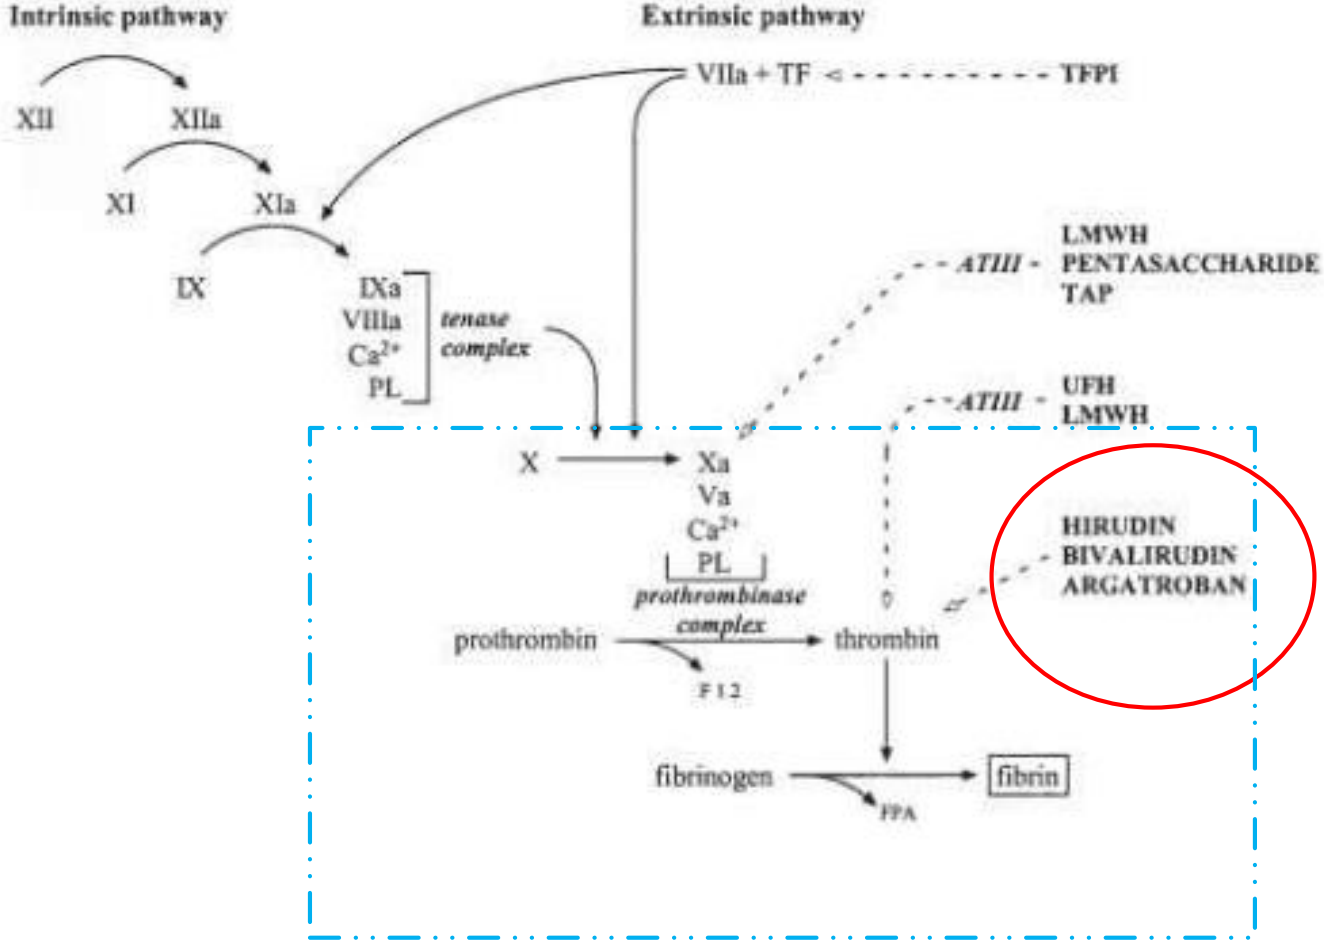 Intrinsic pathway
Extrinsic pathway
VIIa + TF
TFPI
XII
XIIa
XI
XIa
LMWH
ATIII
PENTASACCHARIDE
TAP
IX
IXa
VIIIa
Ca²⁺
PL
tenase
complex
UFH
ATIII
LMWH
X
Xa
Va
Ca²⁺
PL
prothrombinase
complex
HIRUDIN
BIVALIRUDIN
ARGATROBAN
prothrombin
thrombin
F 1.2
fibrinogen
fibrin
FPA